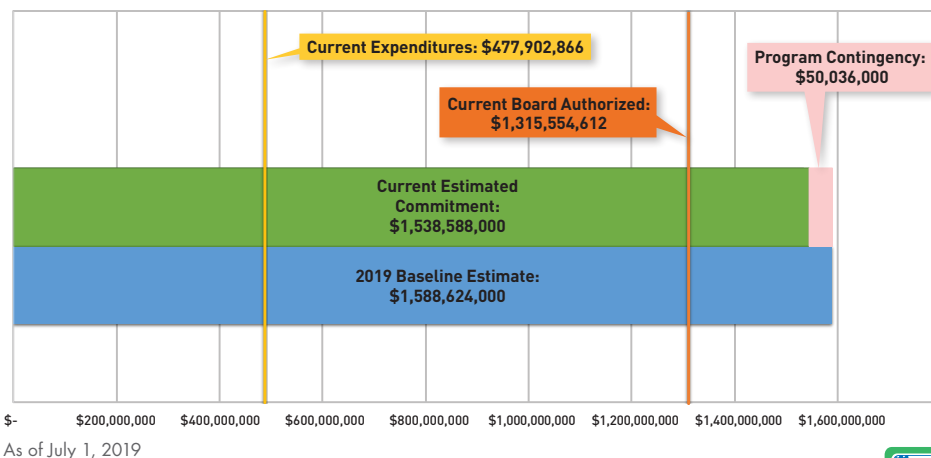 Current Expenditures: $477,902,866
Program Contingency:
$50,036,000
Current Board Authorized:
$1,315,554,612
Current Estimated
Commitment:
$1,538,588,000
2019 Baseline Estimate:
$1,588,624,000
$- $200,000,000 $400,000,000 $600,000,000 $800,000,000 $1,0000,000,000 $1,200,000,000 $1,400,000,000 $1,600,000,000
As of July 1, 2019